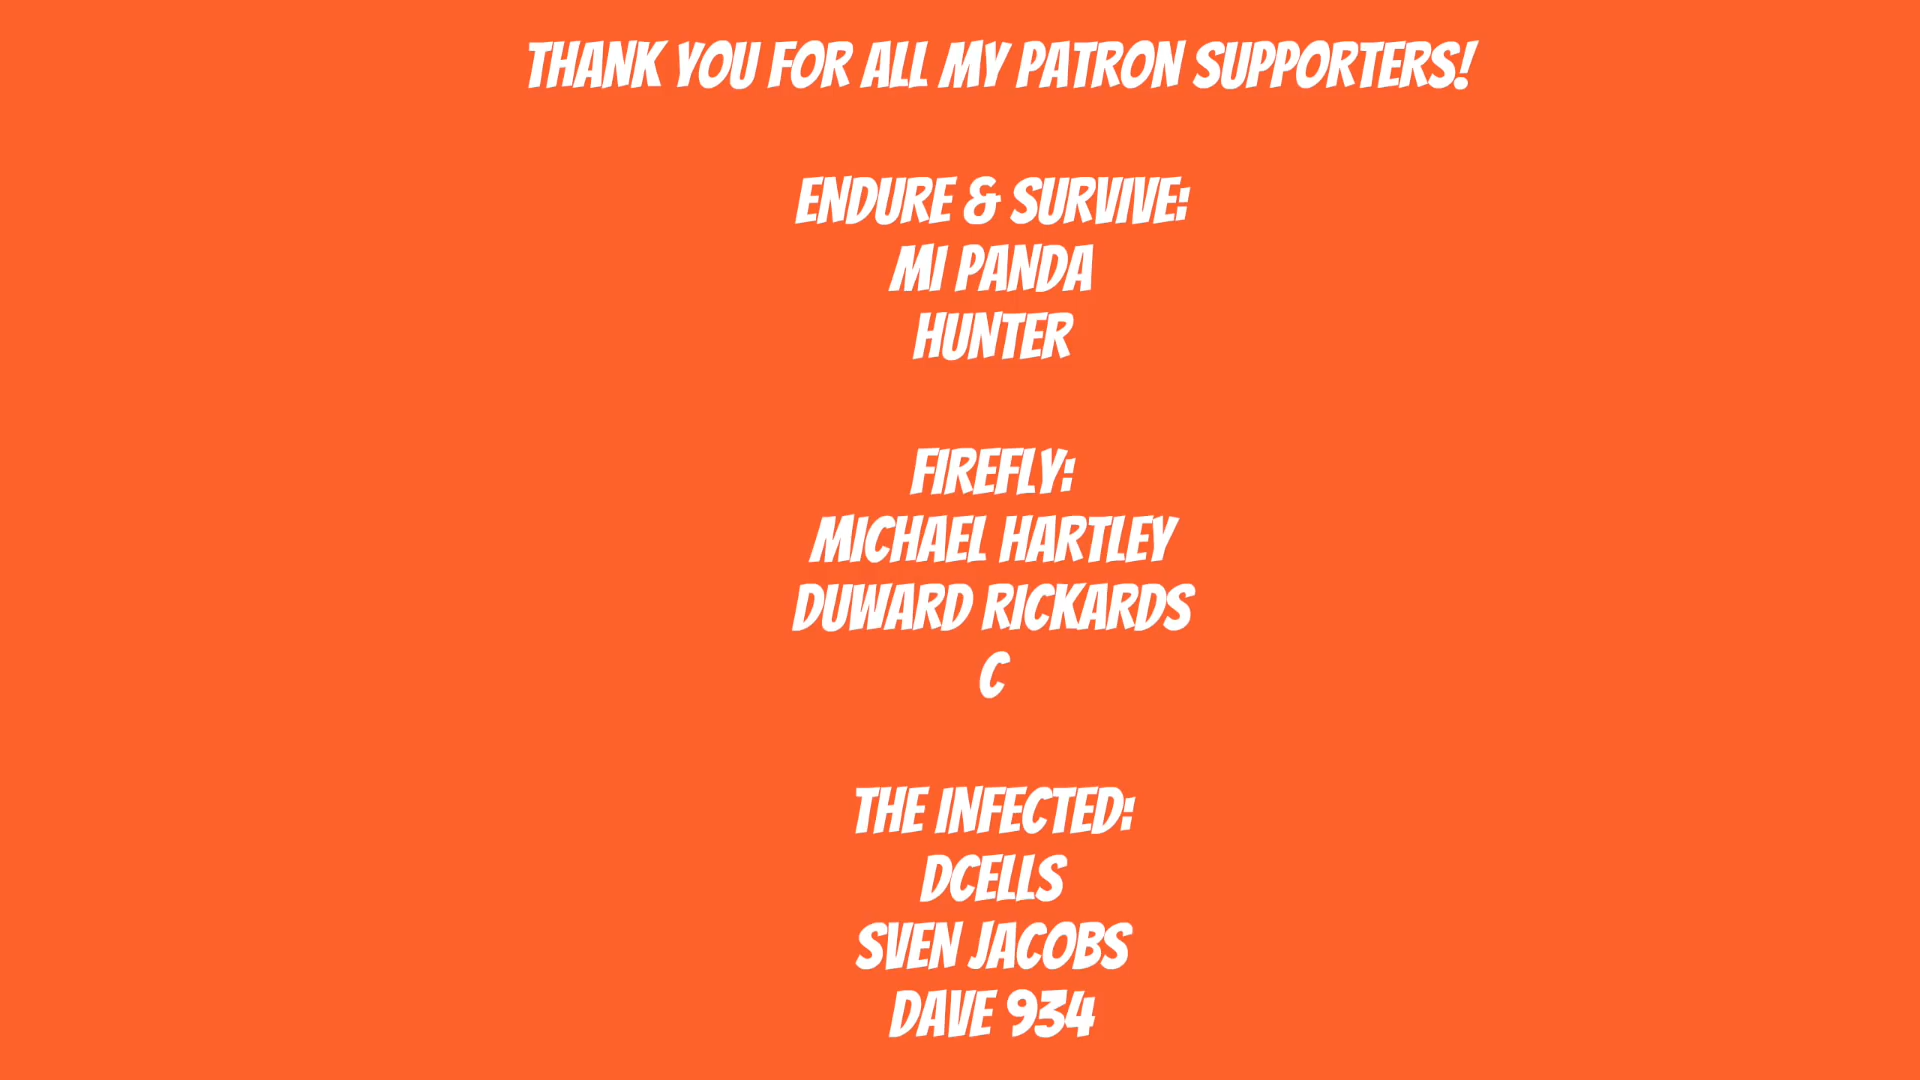 THANK YOU FOR ALL MY PATRON SUPPORTERS!
ENDURE & SURVIVE:
MI PANDA
HUNTER
FIREFLY:
MICHAEL HARTLEY
DUWARD RICKARDS
C
THE INFECTED:
DCELLS
SVEN JACOBS
DAVE 934